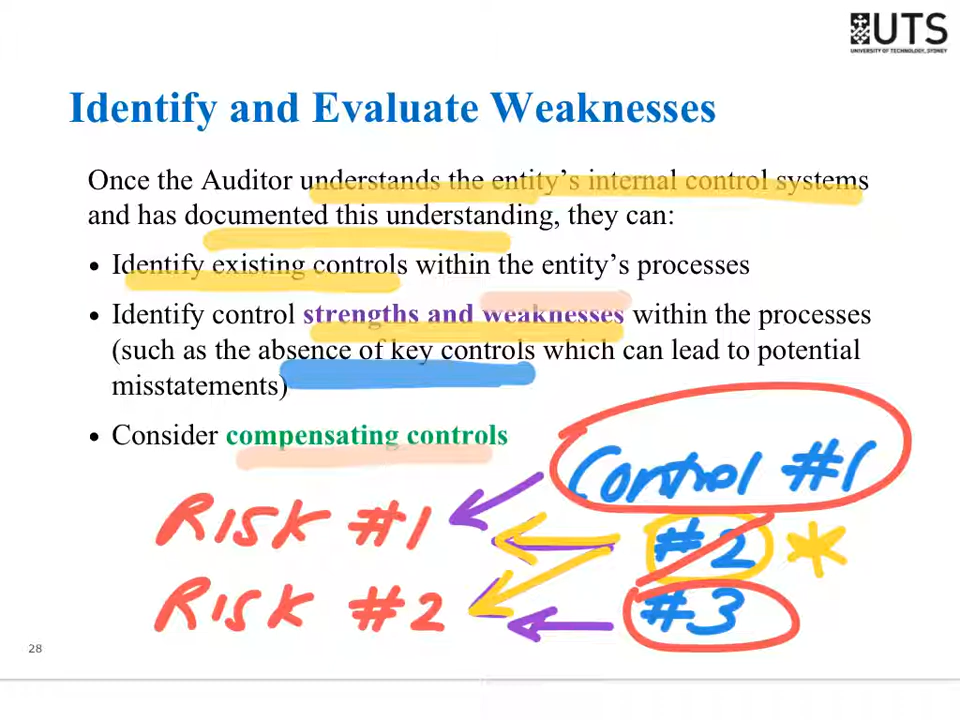 UTS
UNIVERSITY OF TECHNOLOGY, SYDNEY
Identify and Evaluate Weaknesses
Once the Auditor understands the entity's internal control systems
and has documented this understanding, they can:
• Identify existing controls within the entity's processes
• Identify control strengths and weaknesses within the processes
(such as the absence of key controls which can lead to potential
misstatements)
• Consider compensating controls
Control #1
RISK #1
#2
RISK #2
#3
28